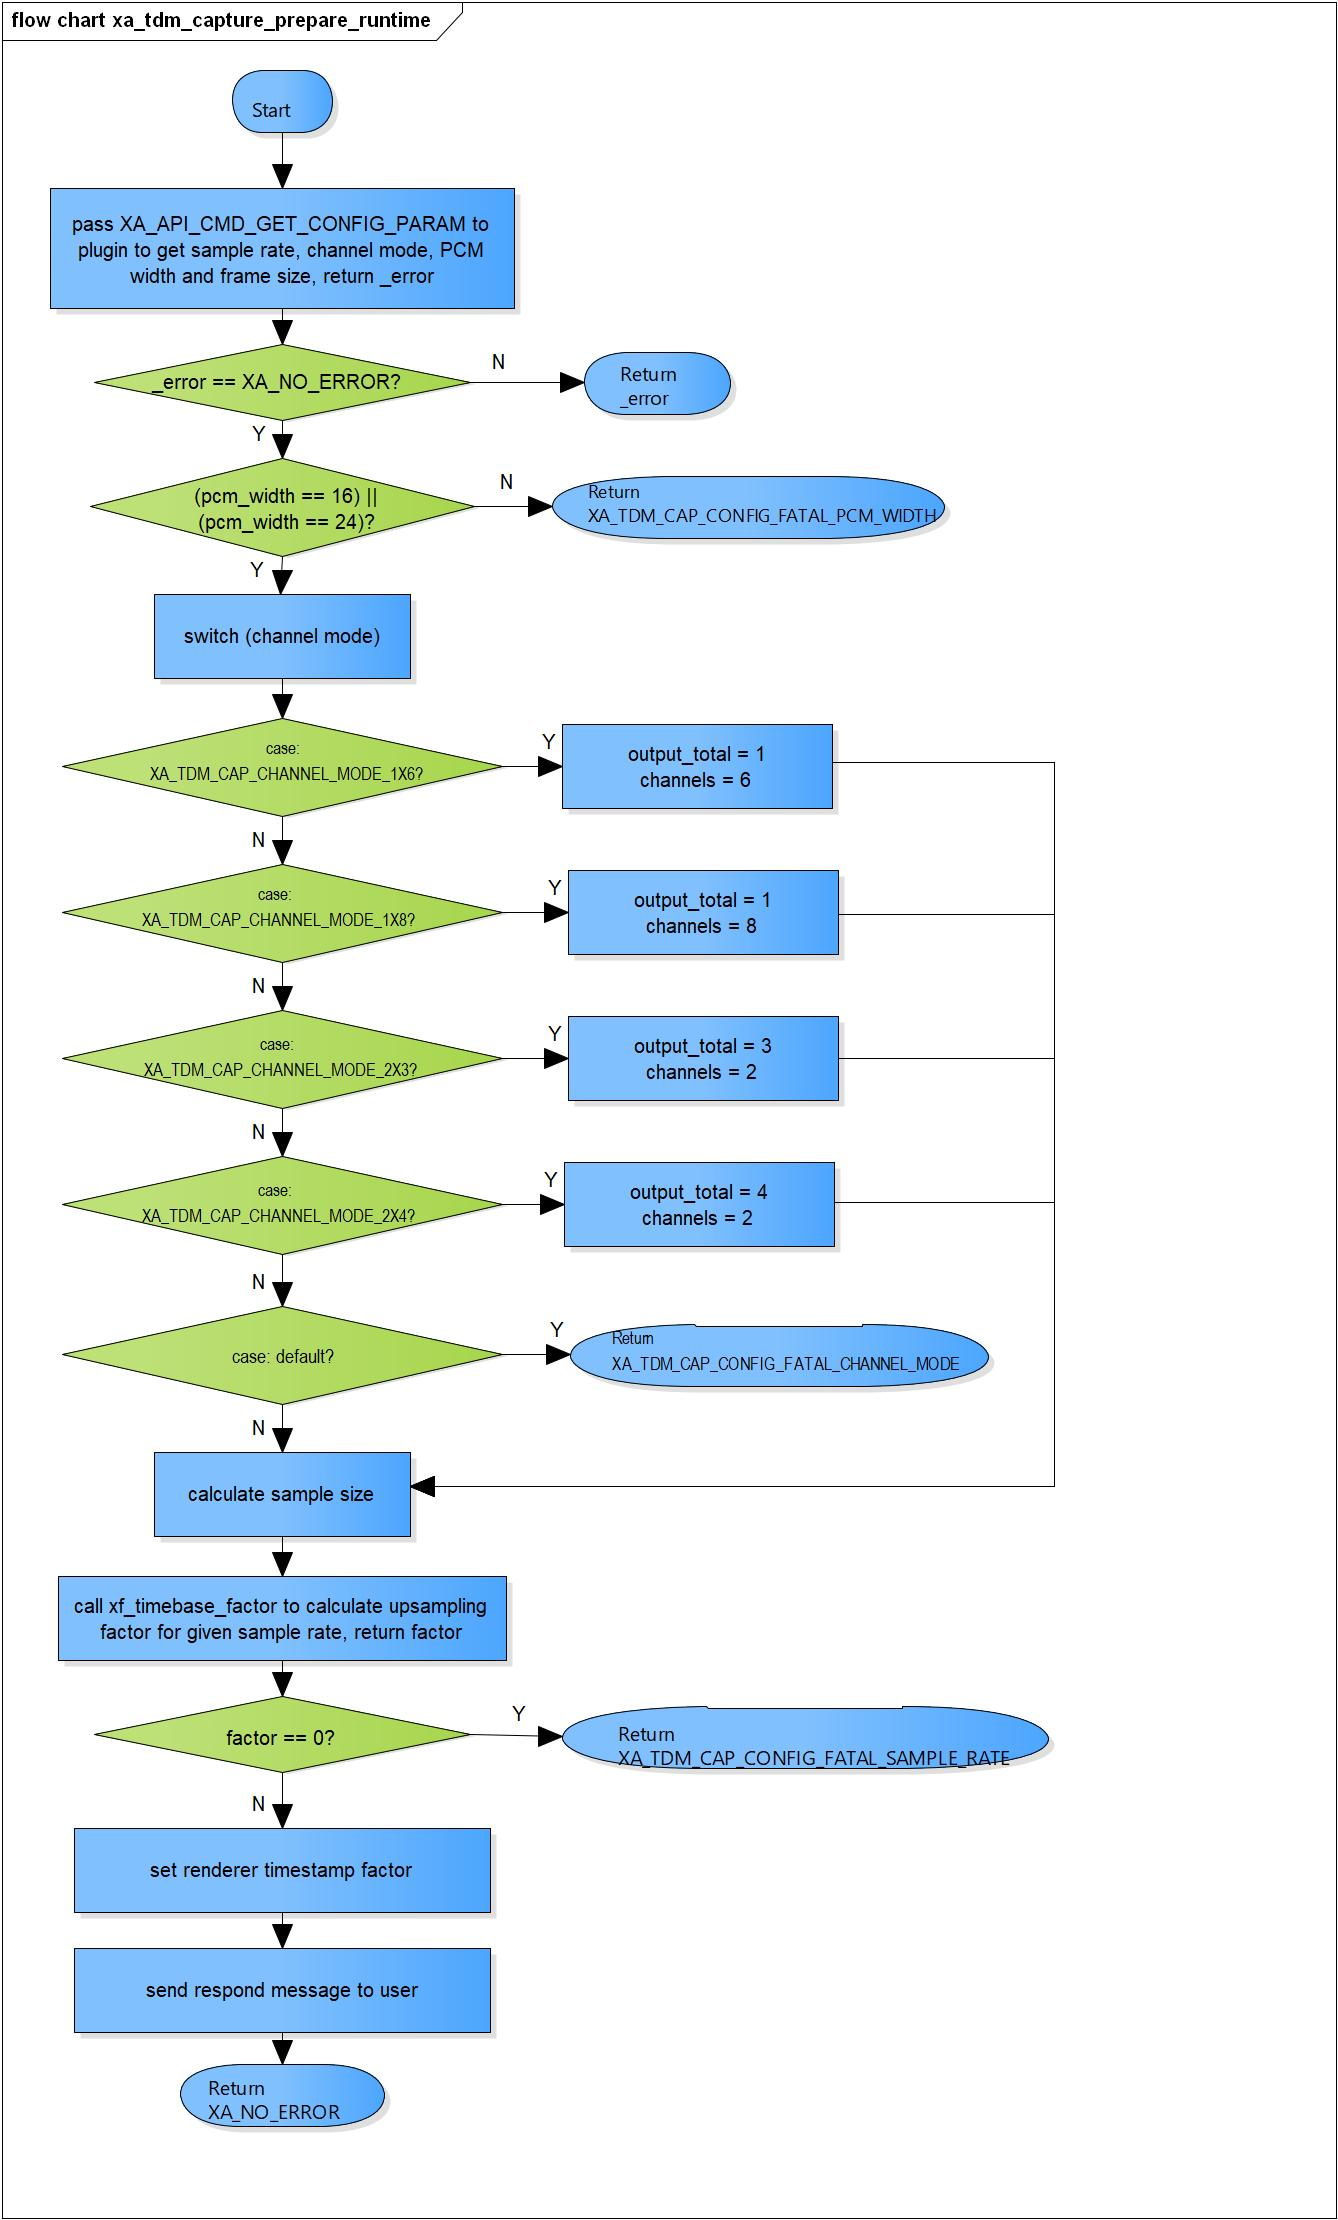 flow chart xa_tdm_capture_prepare_runtime
Start
pass XA_API_CMD_GET_CONFIG_PARAM to
plugin to get sample rate, channel mode, PCM
width and frame size, return _error
_error == XA_NO_ERROR?
N
Return
_error
Y
(pcm_width == 16) ||
(pcm_width == 24)?
N
Return
XA_TDM_CAP_CONFIG_FATAL_PCM_WIDTH
Y
switch (channel mode)
case:
XA_TDM_CAP_CHANNEL_MODE_1X6?
Y
output_total = 1
channels = 6
N
case:
XA_TDM_CAP_CHANNEL_MODE_1X8?
Y
output_total = 1
channels = 8
N
case:
XA_TDM_CAP_CHANNEL_MODE_2X3?
Y
output_total = 3
channels = 2
N
case:
XA_TDM_CAP_CHANNEL_MODE_2X4?
Y
output_total = 4
channels = 2
N
case: default?
Y
Return
XA_TDM_CAP_CONFIG_FATAL_CHANNEL_MODE
N
calculate sample size
call xf_timebase_factor to calculate upsampling
factor for given sample rate, return factor
factor == 0?
Y
Return
XA_TDM_CAP_CONFIG_FATAL_SAMPLE_RATE
N
set renderer timestamp factor
send respond message to user
Return
XA_NO_ERROR